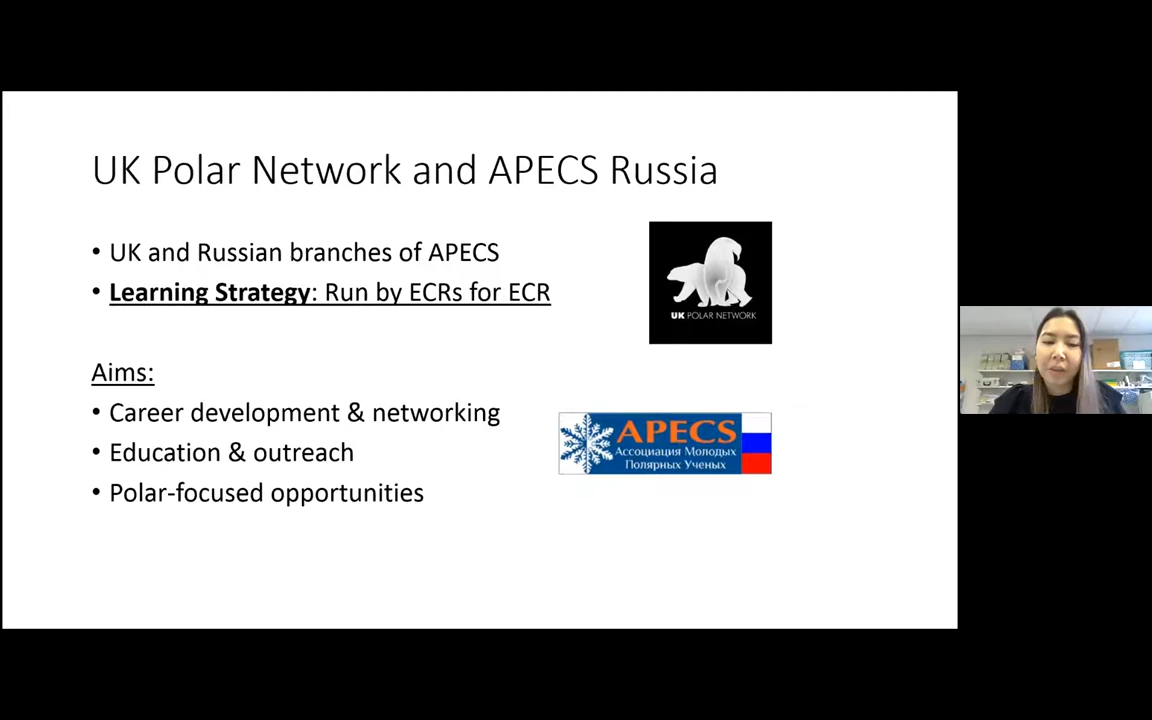 UK Polar Network and APECS Russia
• UK and Russian branches of APECS
• Learning Strategy: Run by ECRs for ECR
UK POLAR NETWORK
Aims:
• Career development & networking
• Education & outreach
• Polar-focused opportunities
APECS
Ассоциация Молодых
Полярных Ученых